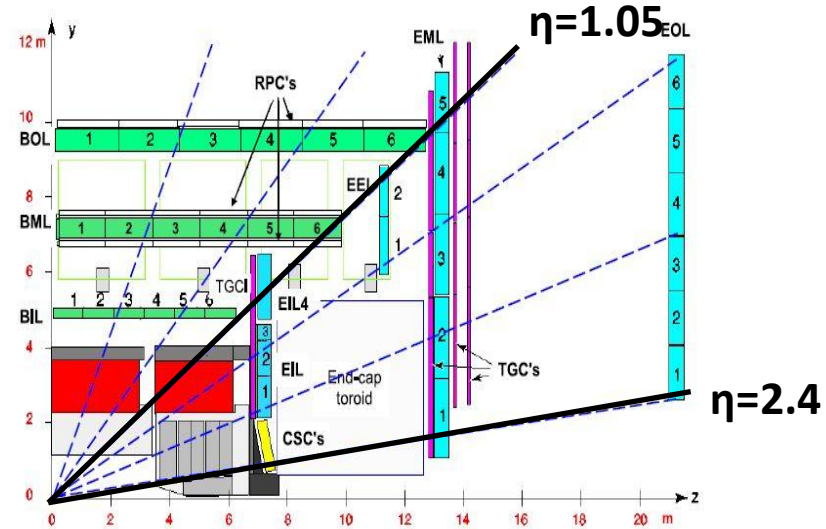 η=1.05
y
12 m
EML
EOL
RPC's
10
BOL
1 2 3 4 5 6
5
6
5
4
3
2
1
8
EEL
2
1
4
BML
1 2 3 4 5 6
6
TGCI
EIL4
3
BIL
1 2 3 4 5 6
4
3
2
1
EIL
End-cap
toroid
2
1
TGC's
η=2.4
2
CSC's
0
z
0 2 4 6 8 10 12 14 16 18 20 m